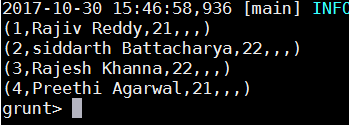 2017-10-30 15:46:58,936 [main] INFO
(1,Rajiv Reddy,21,,,)
(2,siddarth Battacharya,22,,,)
(3,Rajesh Khanna,22,,,)
(4,Preethi Agarwal,21,,,)
grunt>